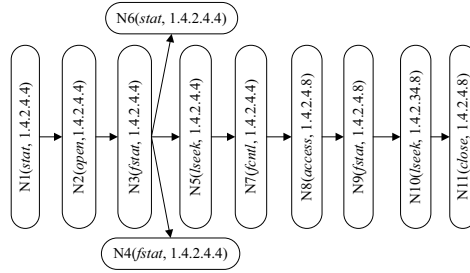 N6(stat, 1.4.2.4.4)
N1(stat, 1.4.2.4.4)
N2(open,1.4.2.4.4)
N3(fstat, 1.4.2.4.4)
N5(lseek, 1.4.2.4.4)
N7(fcntl, 1.4.2.4.4)
N8(access, 1.4.2.4.8)
N9(fstat, 1.4.2.4.8)
N10(lseek, 1.4.2.34.8)
N11(close, 1.4.2.4.8)
N4(fstat, 1.4.2.4.4)